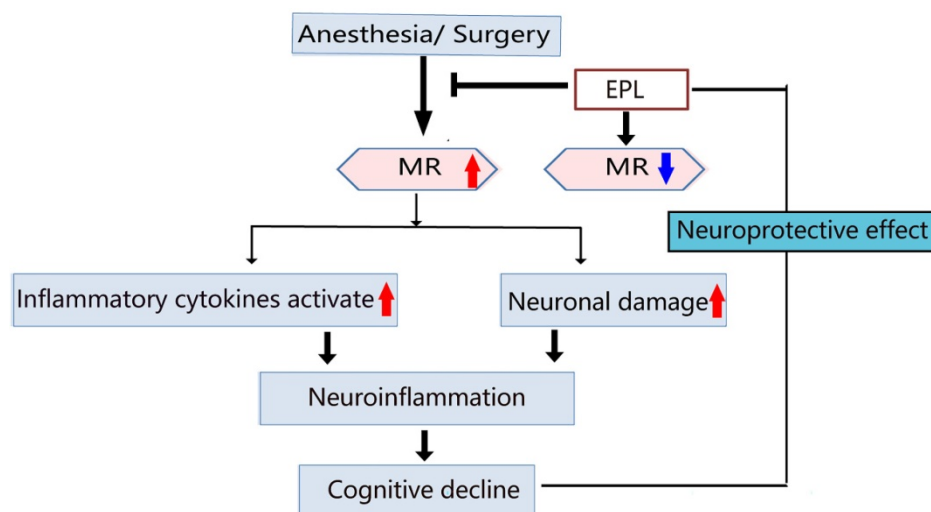 Anesthesia/ Surgery
EPL
MR
MR
Neuroprotective effect
Inflammatory cytokines activate
Neuronal damage
Neuroinflammation
Cognitive decline